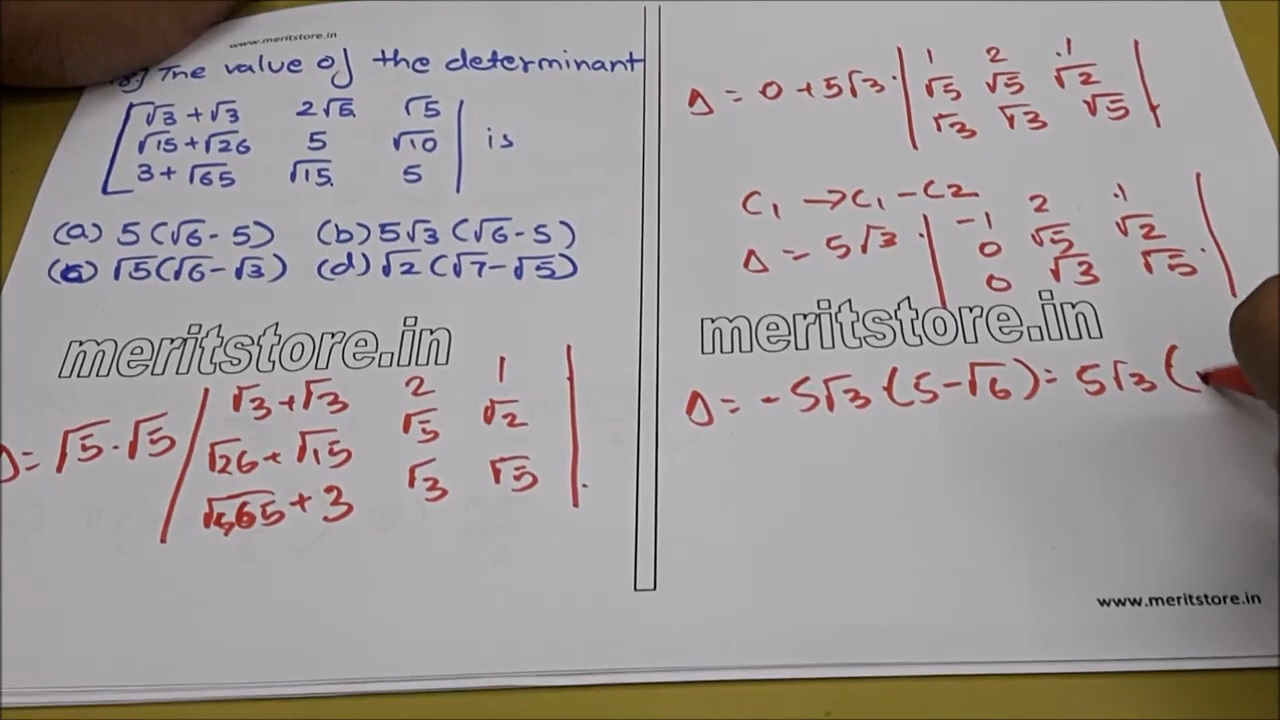 www.meritstore.in
The value of the determinant
√3+√3 2√5 √5
√15+√26 5 √10 is
3+√65 √15 5
(a) 5(√6-5) (b) 5√3(√6-5)
(c) √5(√6-√3) (d) √2(√7-√5)
meritstore.in
√3+√3 2 1
Δ= √5.√5 √26+√15 √5 √2
+3 √3 √5
1 2 1
Δ = 0+5√3. √5 √5 √2
√3 √3 √5
C1 → C1 - C2
-1 2 1
Δ = 5√3. 0 √5 √2
0 √3 √5
meritstore.in
Δ = -5√3(5-√6) = 5√3(
www.meritstore.in